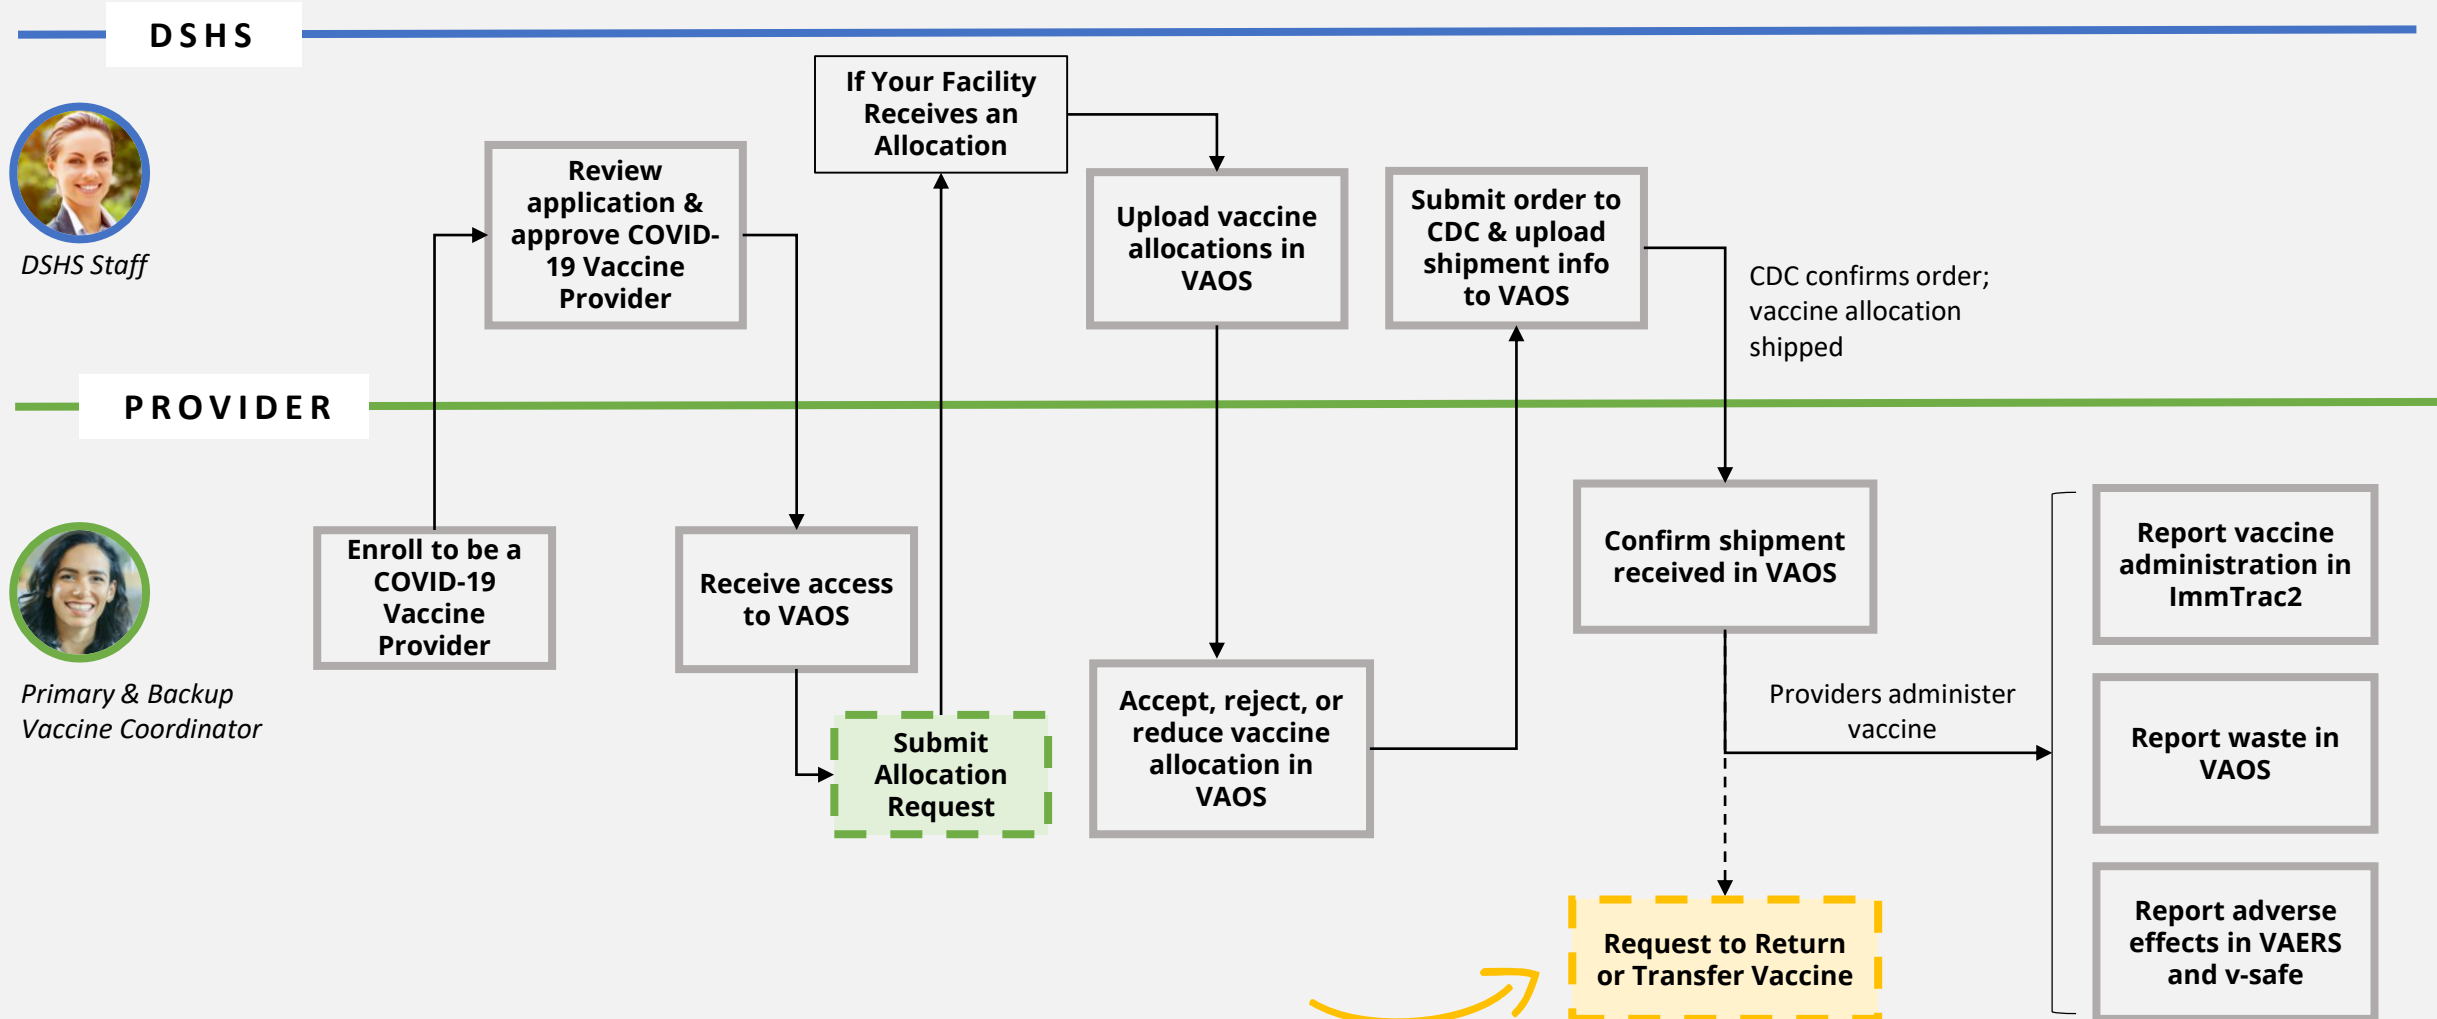 DSHS
DSHS Staff
If Your Facility
Receives an
Allocation
Review
application &
approve COVID-
19 Vaccine
Provider
Upload vaccine
allocations in
VAOS
Submit order to
CDC & upload
shipment info
to VAOS
CDC confirms order;
vaccine allocation
shipped
PROVIDER
Primary & Backup
Vaccine Coordinator
Enroll to be a
COVID-19
Vaccine
Provider
Receive access
to VAOS
Submit
Allocation
Request
Accept, reject, or
reduce vaccine
allocation in
VAOS
Confirm shipment
received in VAOS
Providers administer
vaccine
Request to Return
or Transfer Vaccine
Report vaccine
administration in
ImmTrac2
Report waste in
VAOS
Report adverse
effects in VAERS
and v-safe